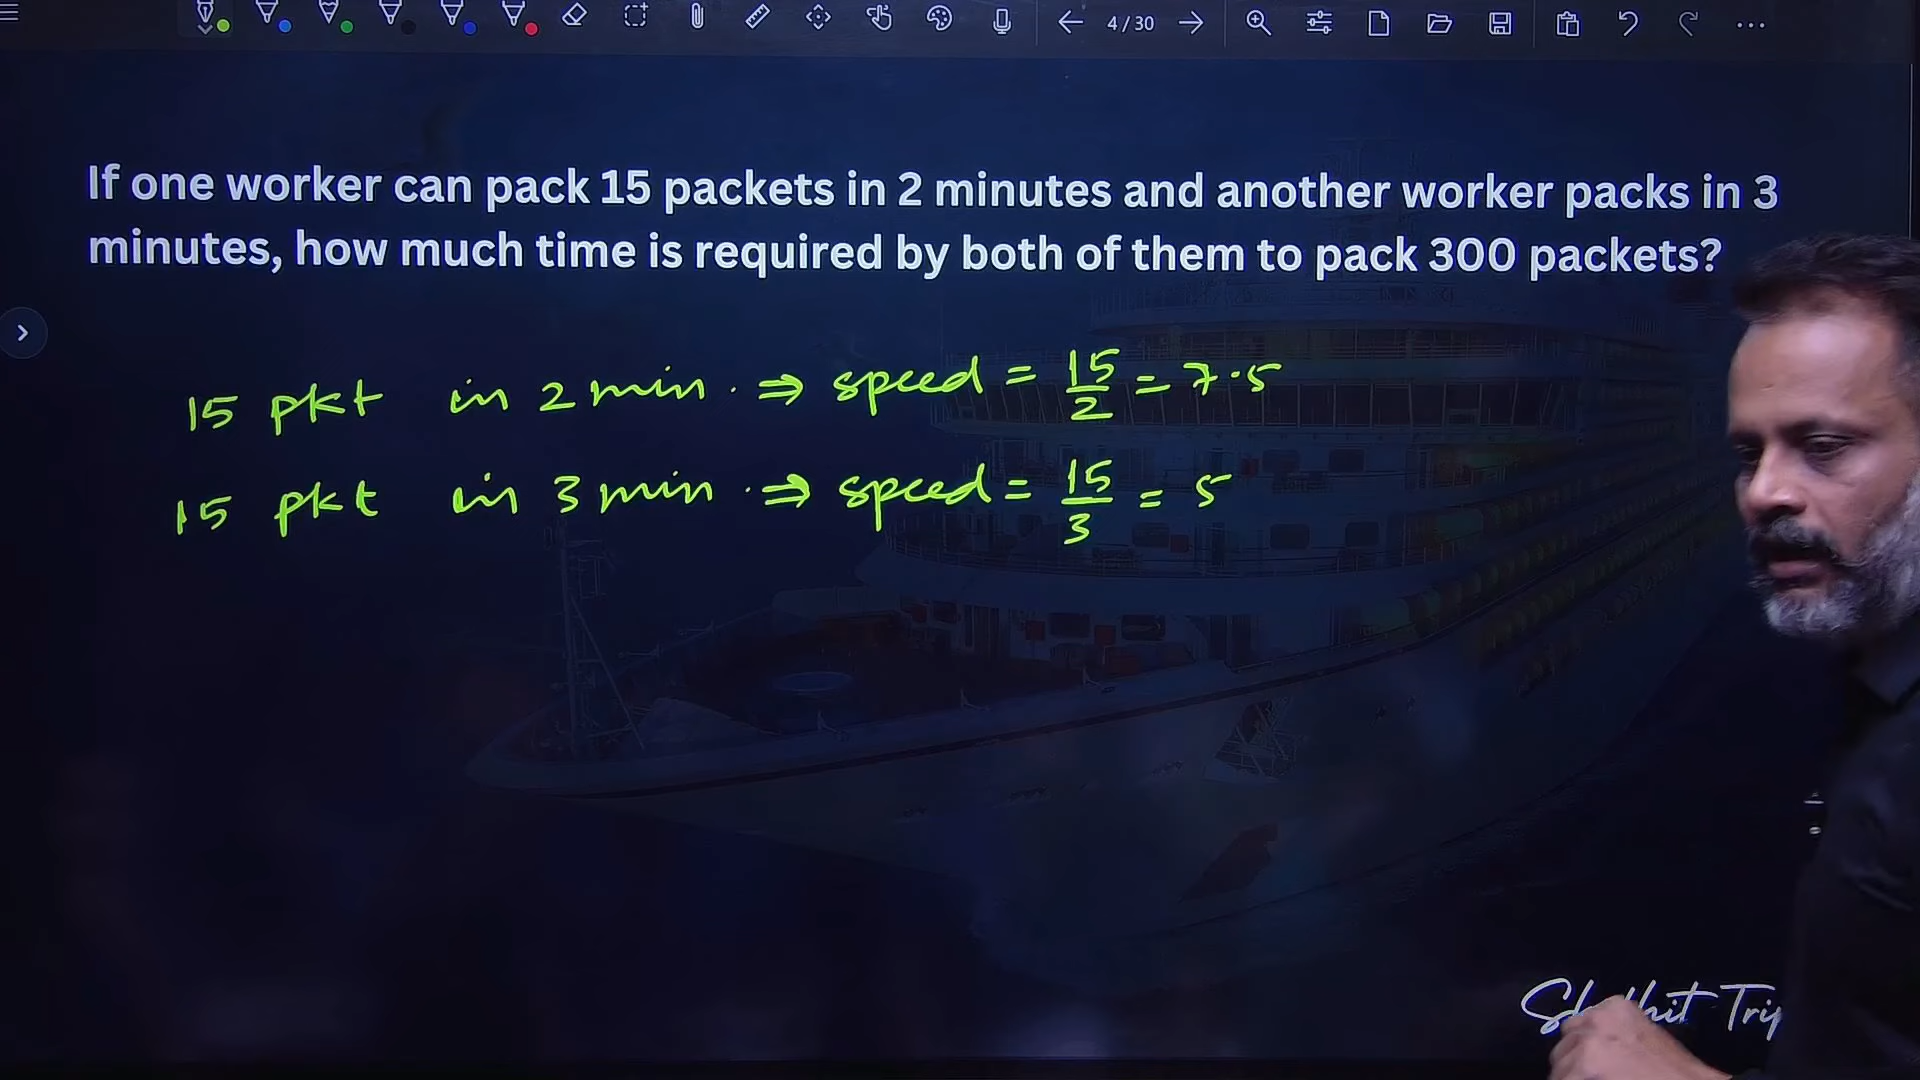 4 / 30
If one worker can pack 15 packets in 2 minutes and another worker packs in 3
minutes, how much time is required by both of them to pack 300 packets?
15 pkt in 2 min. ⇒ speed = 15/2 = 7.5
15 pkt in 3 min. ⇒ speed = 15/3 = 5